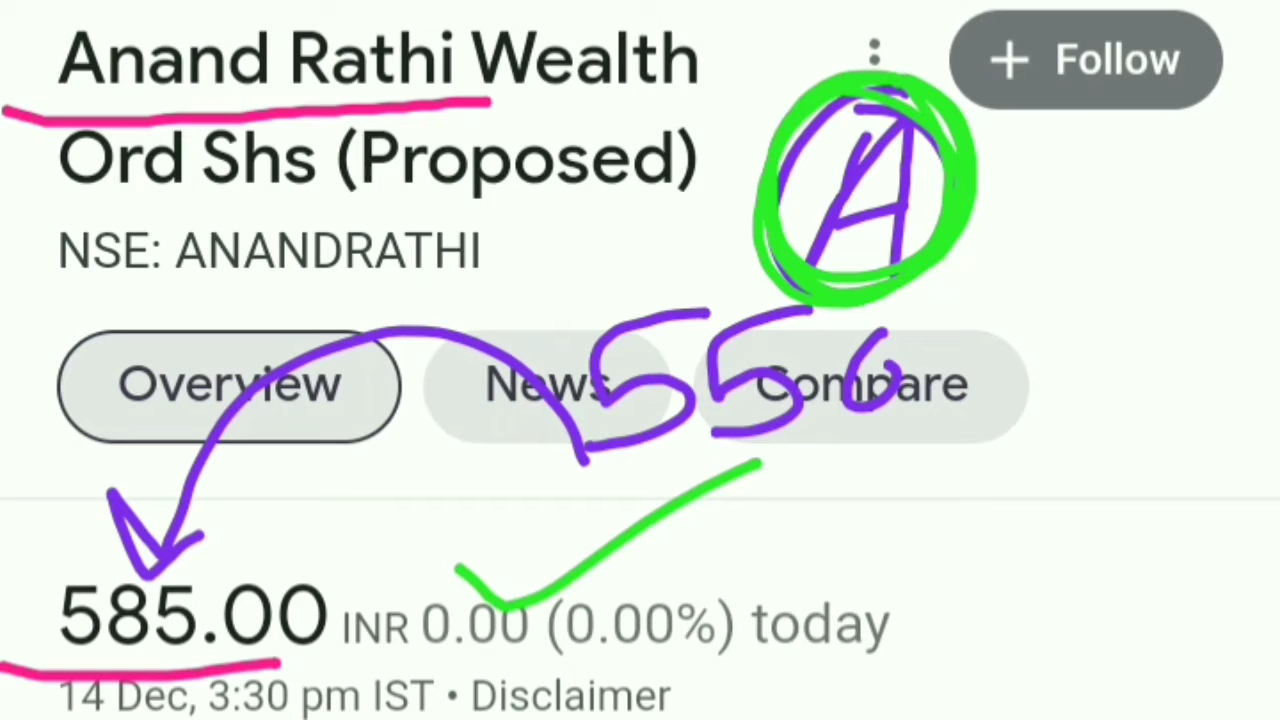 Anand Rathi Wealth
Ord Shs (Proposed)
+ Follow
A
NSE: ANANDRATHI
Overview
News
Compare
550
585.00 INR 0.00 (0.00%) today
14 Dec, 3:30 pm IST • Disclaimer